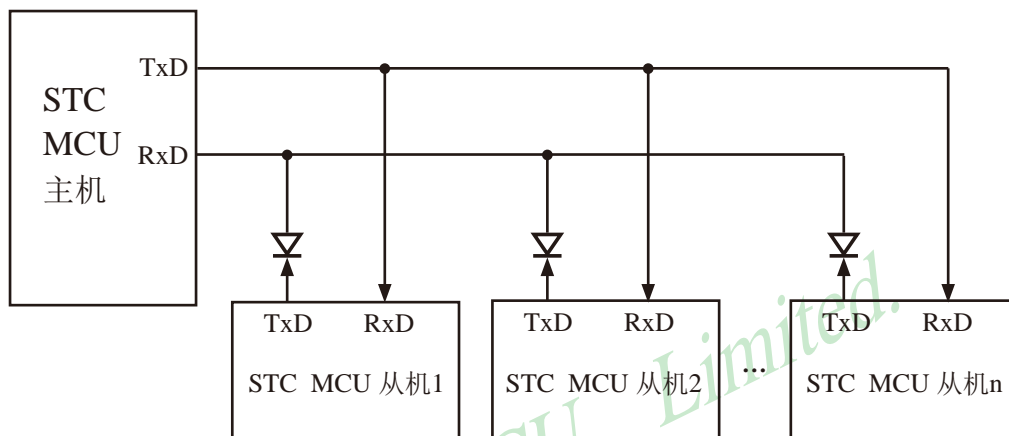 TxD
STC
MCU
RxD
主机
TxD RxD
TxD RxD
TxD RxD
STC MCU 从机1
STC MCU 从机2
...
STC MCU 从机n
Limited.